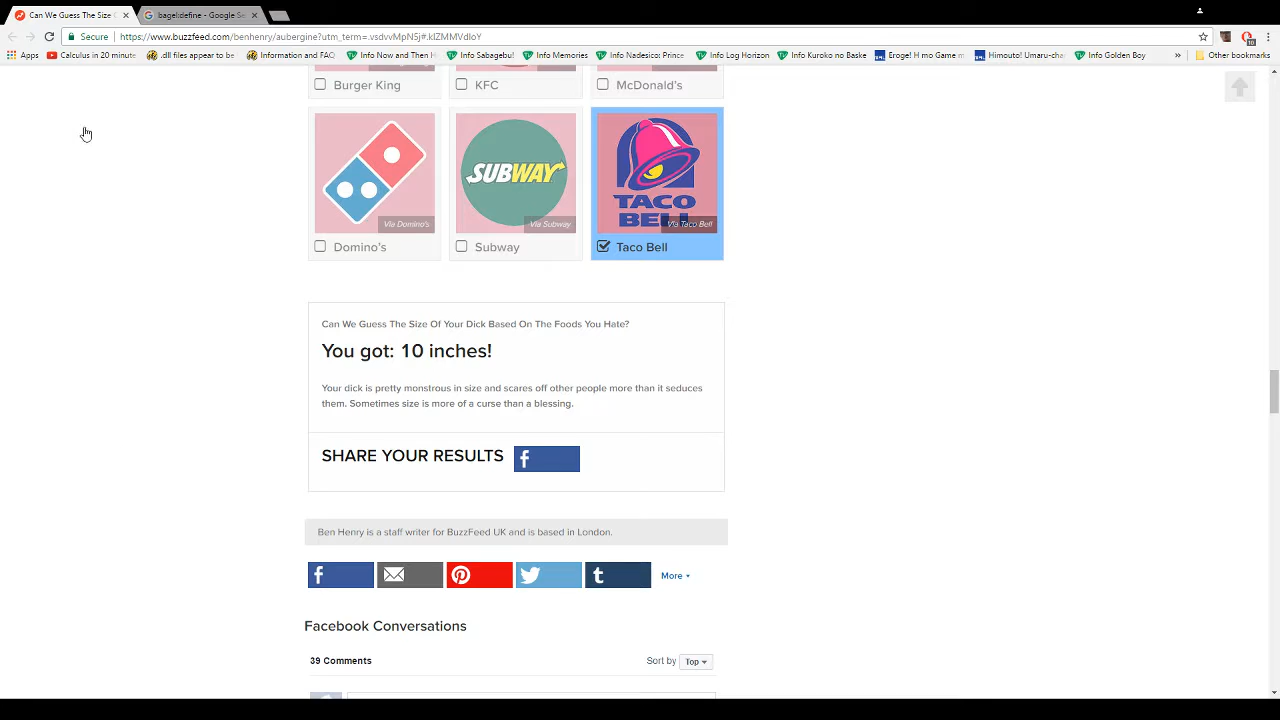 Can We Guess The Size
bagel:define - Google Se
Secure
https://www.buzzfeed.com/benhenry/aubergine?utm_term=.vsdvvMpN5j#.klZMMVdloY
Apps
Calculus in 20 minute
.dll files appear to be
Information and FAQ
Info Now and Then H
Info Sabagebu!
Info Memories
Info Nadesico, Prince
Info Log Horizon
Info Kuroko no Baske
Eroge! H mo Game m
Himouto! Umaru-cha
Info Golden Boy
Other bookmarks
Burger King
KFC
McDonald's
Via Domino's
SUBWAY
Via Subway
TACO
BELL
Via Taco Bell
Domino's
Subway
Taco Bell
Can We Guess The Size Of Your Dick Based On The Foods You Hate?
You got: 10 inches!
Your dick is pretty monstrous in size and scares off other people more than it seduces
them. Sometimes size is more of a curse than a blessing.
SHARE YOUR RESULTS
Ben Henry is a staff writer for BuzzFeed UK and is based in London.
More
Facebook Conversations
39 Comments
Sort by
Top